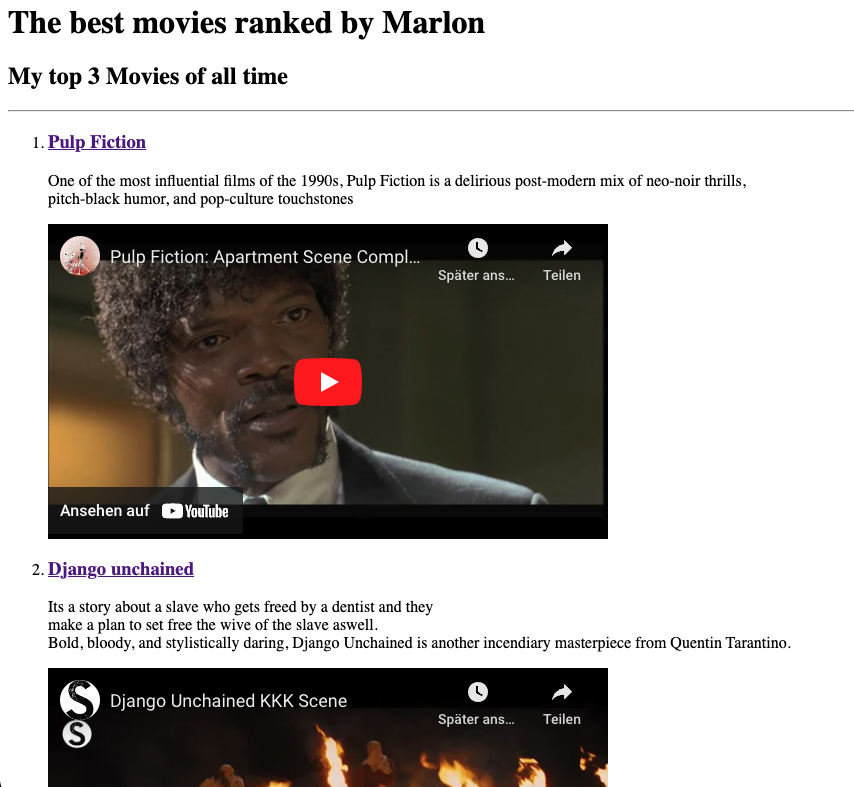 The best movies ranked by Marlon
My top 3 Movies of all time
1. Pulp Fiction
One of the most influential films of the 1990s, Pulp Fiction is a delirious post-modern mix of neo-noir thrills,
pitch-black humor, and pop-culture touchstones
Pulp Fiction: Apartment Scene Compl...
Später ans...
Teilen
Ansehen auf YouTube
2. Django unchained
Its a story about a slave who gets freed by a dentist and they
make a plan to set free the wive of the slave aswell.
Bold, bloody, and stylistically daring, Django Unchained is another incendiary masterpiece from Quentin Tarantino.
S
Django Unchained KKK Scene
Später ans...
Teilen
S